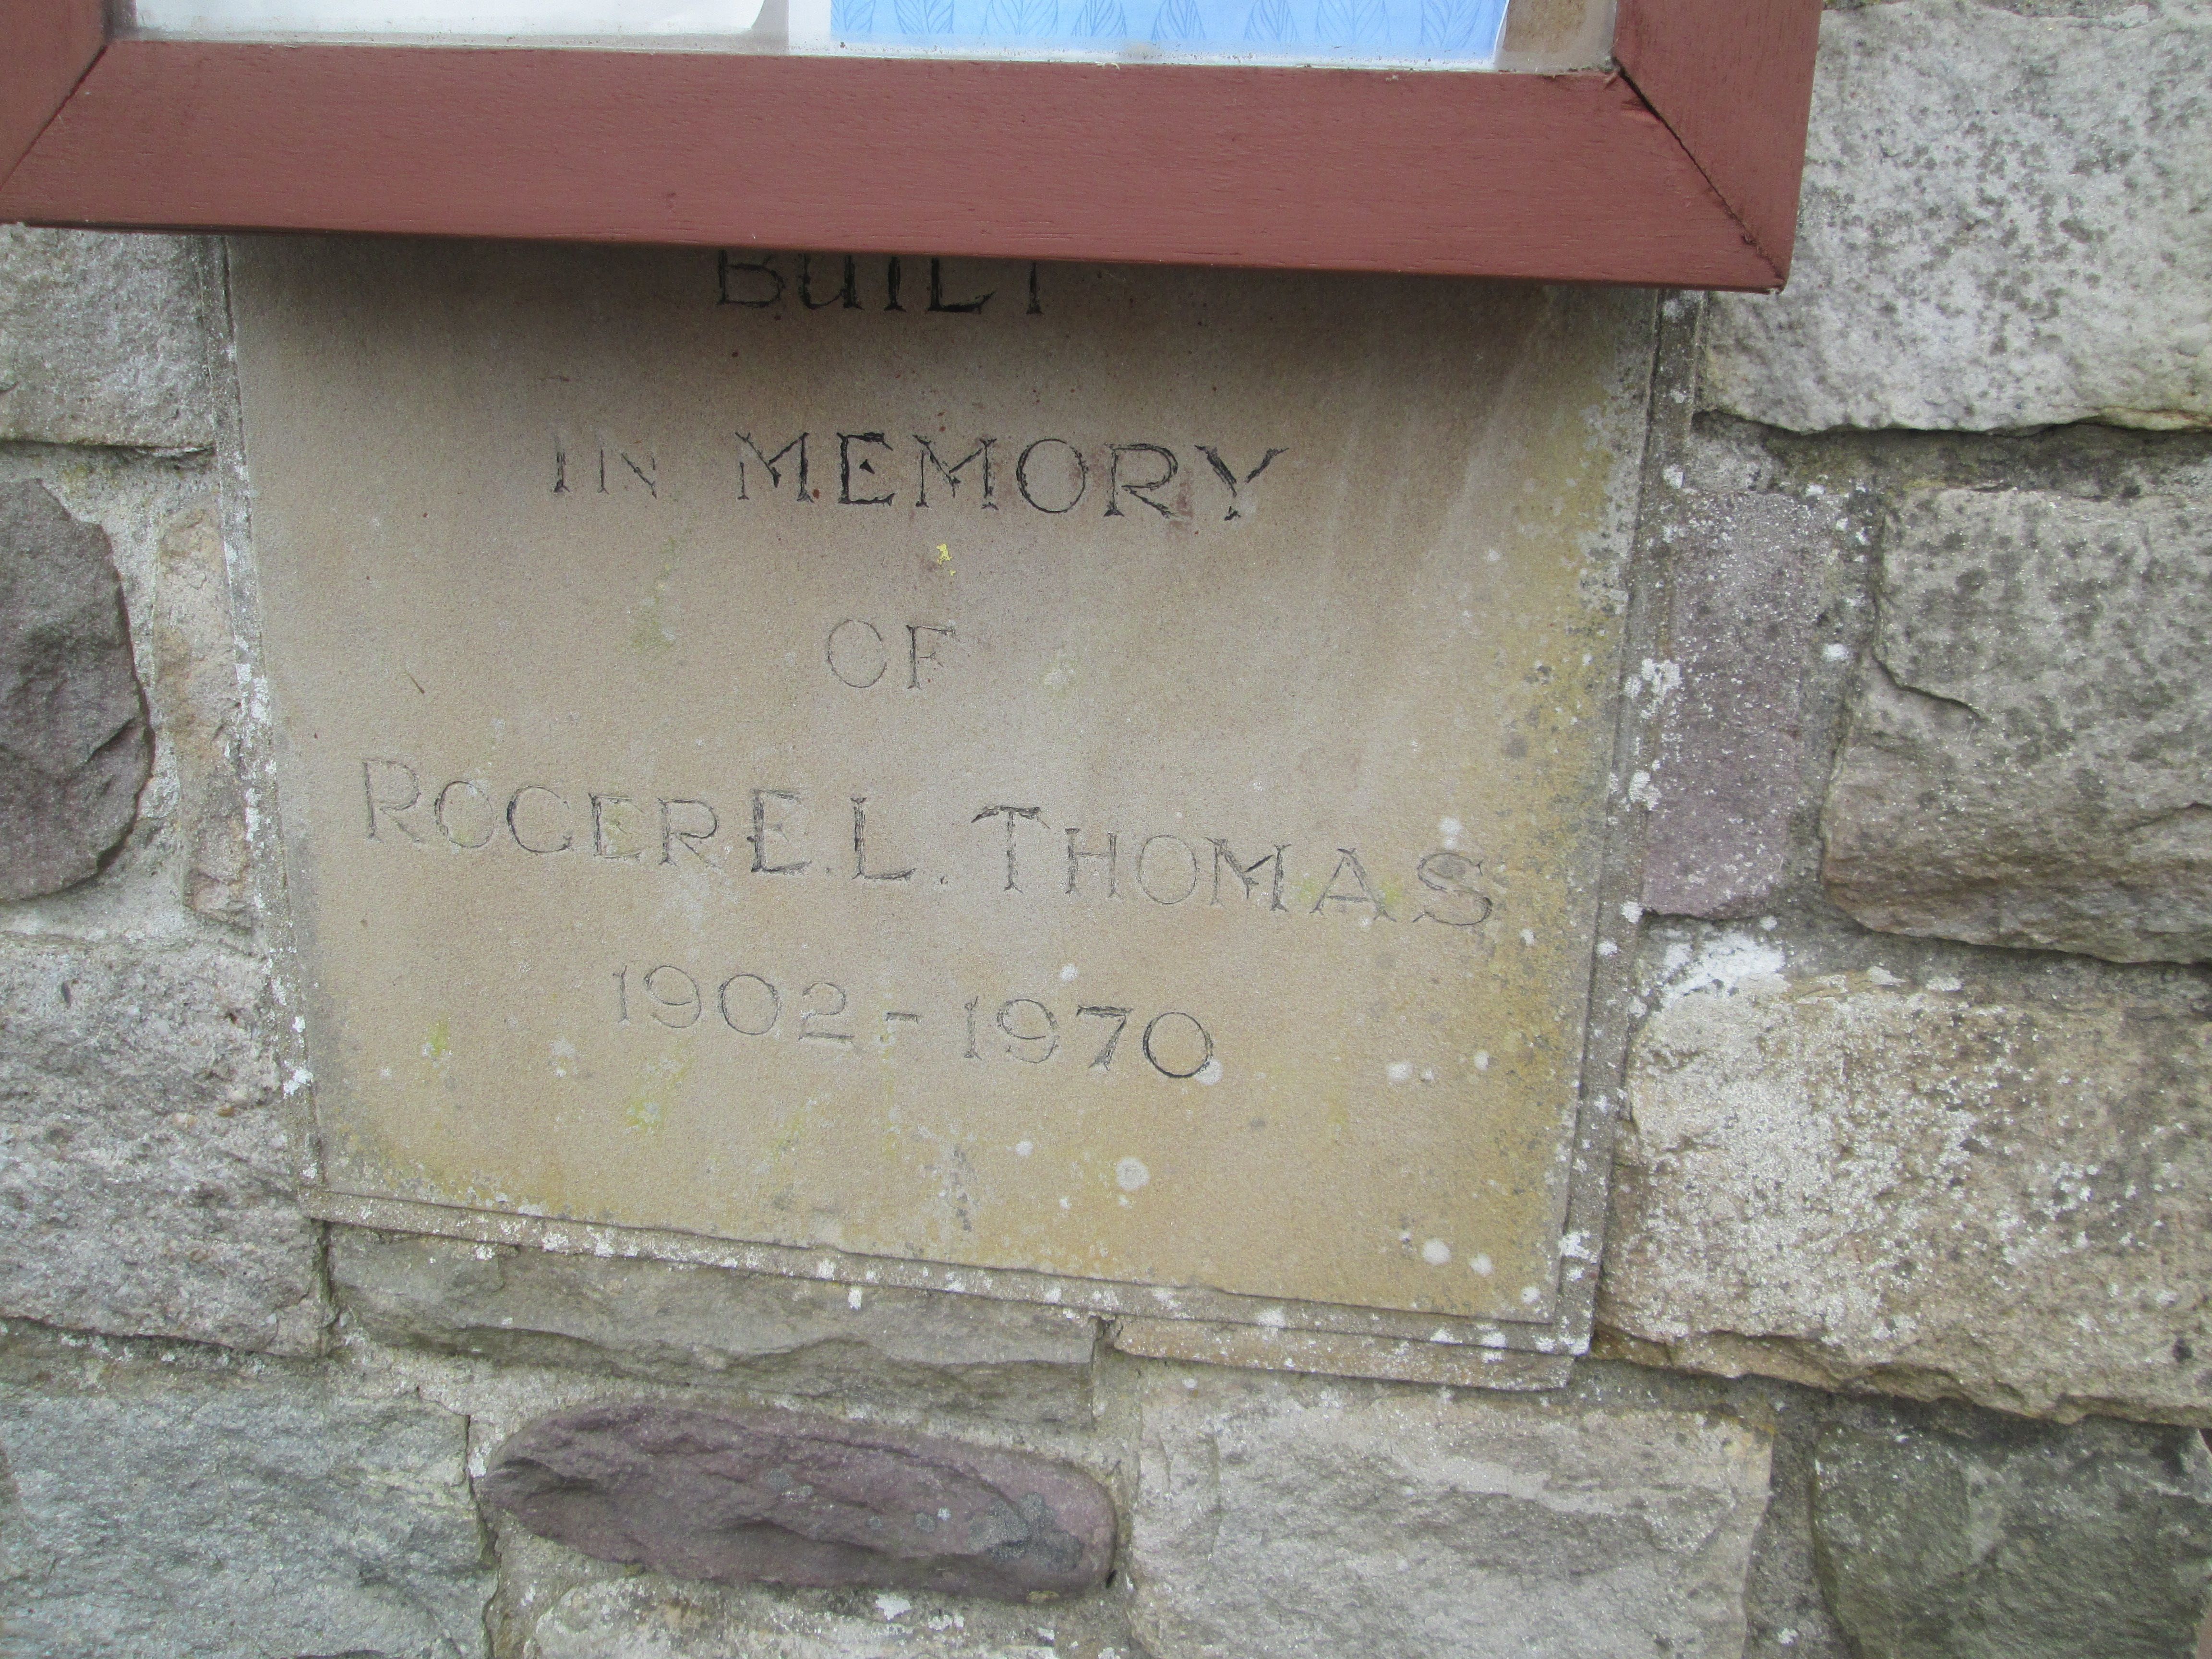 BUILT
IN MEMORY
OF
ROGER E.L. THOMAS
1902-1970